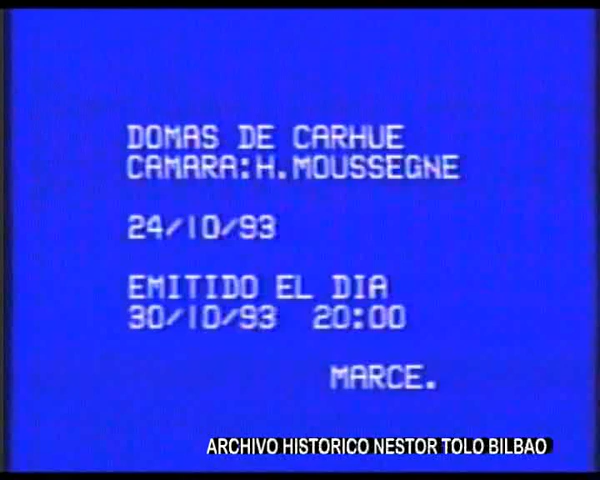 DOMAS DE CARHUE
CAMARA:H.MOUSSEGNE
24/10/93
EMITIDO EL DIA
30/10/93 20:00
MARCE.
ARCHIVO HISTORICO NESTOR TOLO BILBAO